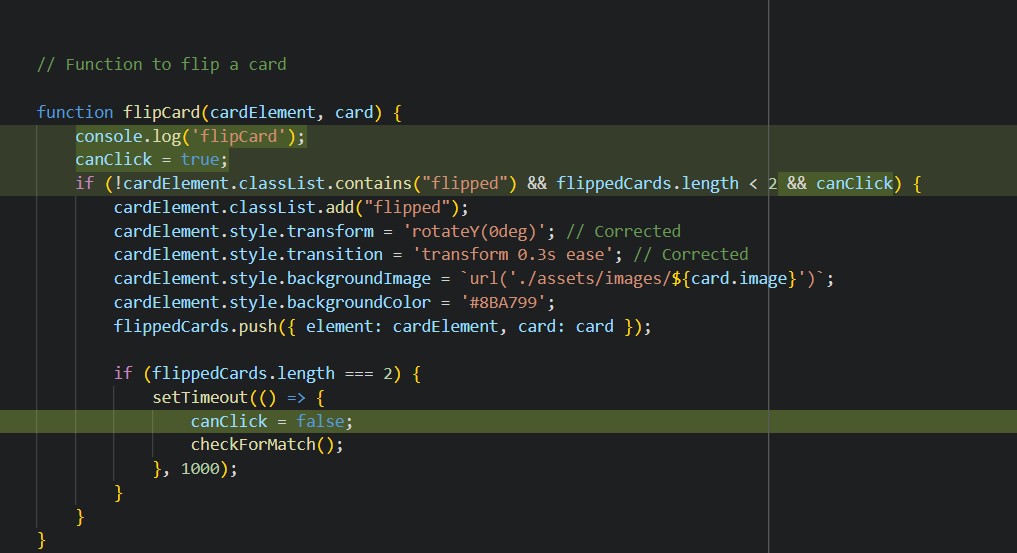 // Function to flip a card
function flipCard(cardElement, card) {
console.log('flipCard');
canClick = true;
if (!cardElement.classList.contains("flipped") && flippedCards.length < 2 && canClick) {
cardElement.classList.add("flipped");
cardElement.style.transform = 'rotateY(0deg)'; // Corrected
cardElement.style.transition = 'transform 0.3s ease'; // Corrected
cardElement.style.backgroundImage = `url('./assets/images/${card.image}')`;
cardElement.style.backgroundColor = '#8BA799';
flippedCards.push({ element: cardElement, card: card });
if (flippedCards.length === 2) {
setTimeout(() => {
canClick = false;
checkForMatch();
}, 1000);
}
}
}